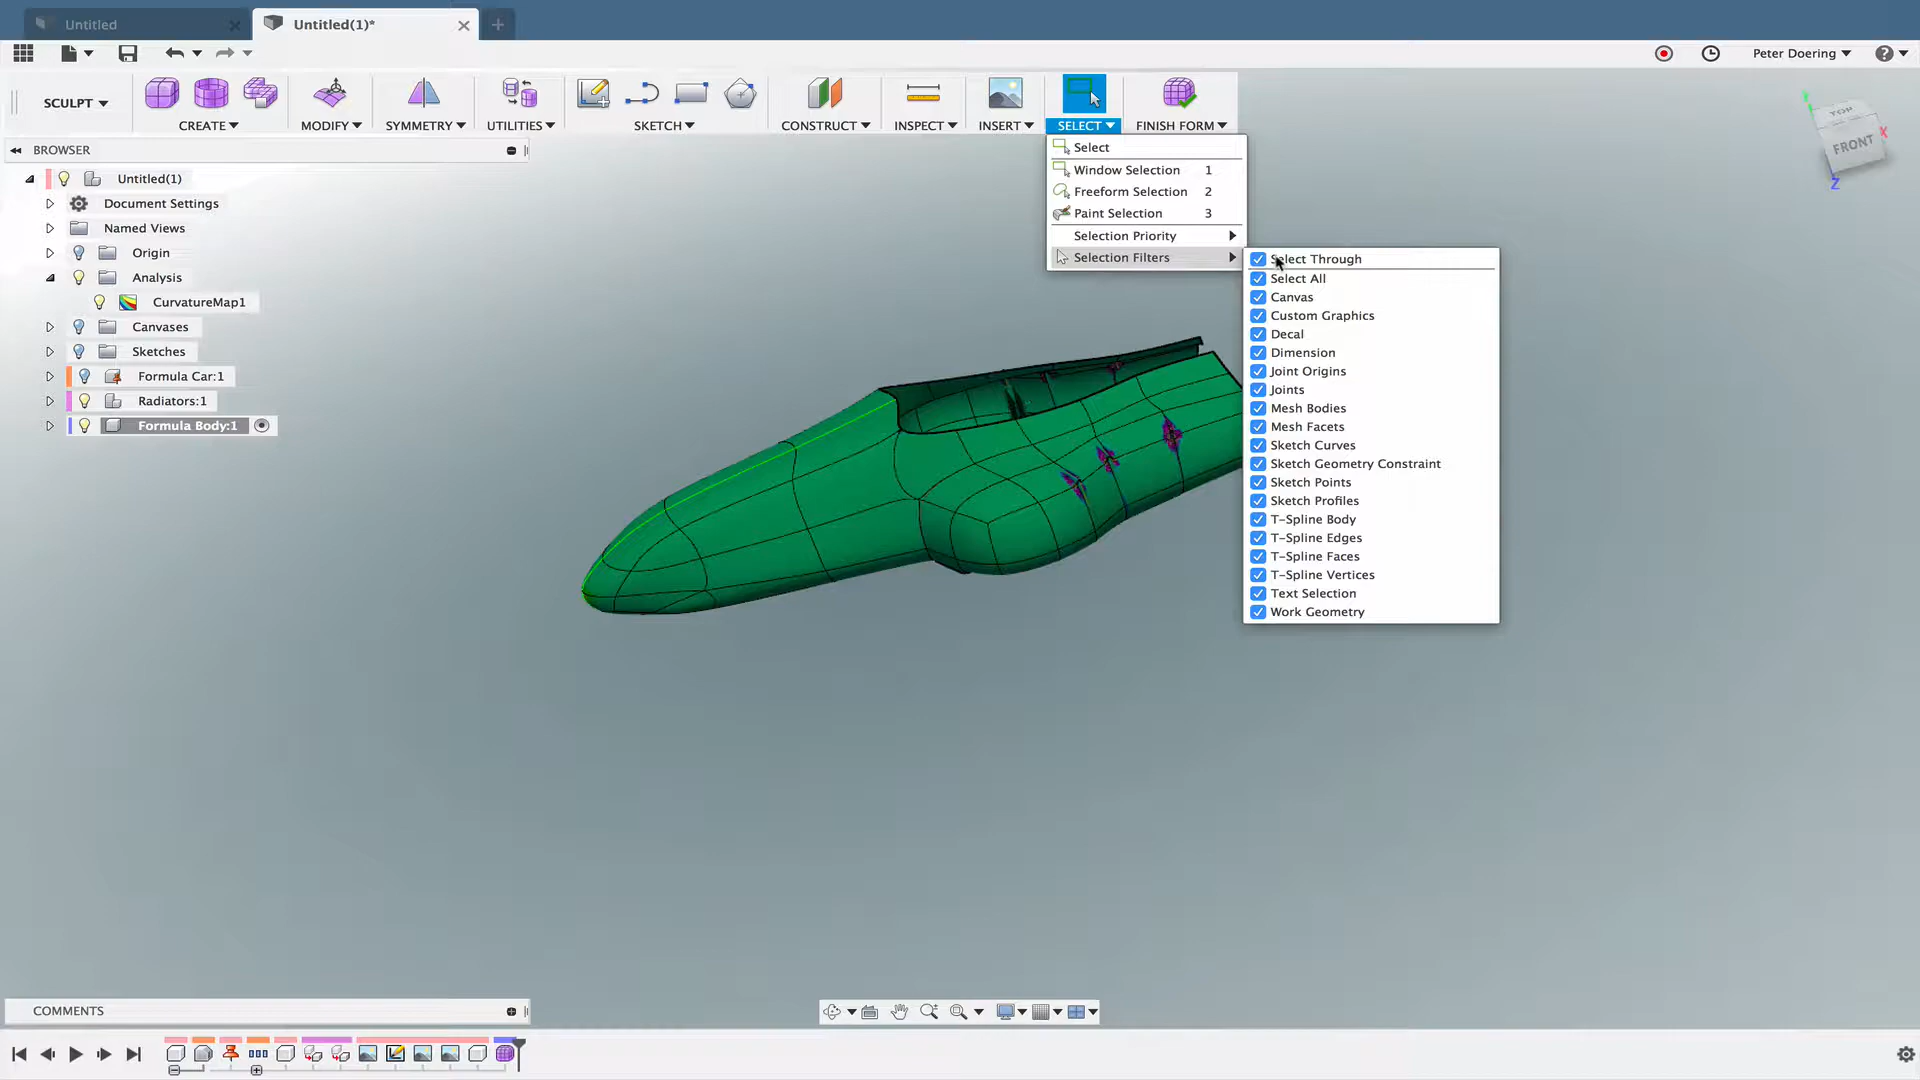 Untitled
Untitled(1)*
Peter Doering
SCULPT
CREATE
MODIFY
SYMMETRY
UTILITIES
SKETCH
CONSTRUCT
INSPECT
INSERT
SELECT
FINISH FORM
TOP
FRONT
Y
X
Z
BROWSER
Untitled(1)
Document Settings
Named Views
Origin
Analysis
CurvatureMap1
Canvases
Sketches
Formula Car:1
Radiators:1
Formula Body:1
Select
Window Selection 1
Freeform Selection 2
Paint Selection 3
Selection Priority
Selection Filters
Select Through
Select All
Canvas
Custom Graphics
Decal
Dimension
Joint Origins
Joints
Mesh Bodies
Mesh Facets
Sketch Curves
Sketch Geometry Constraint
Sketch Points
Sketch Profiles
T-Spline Body
T-Spline Edges
T-Spline Faces
T-Spline Vertices
Text Selection
Work Geometry
COMMENTS